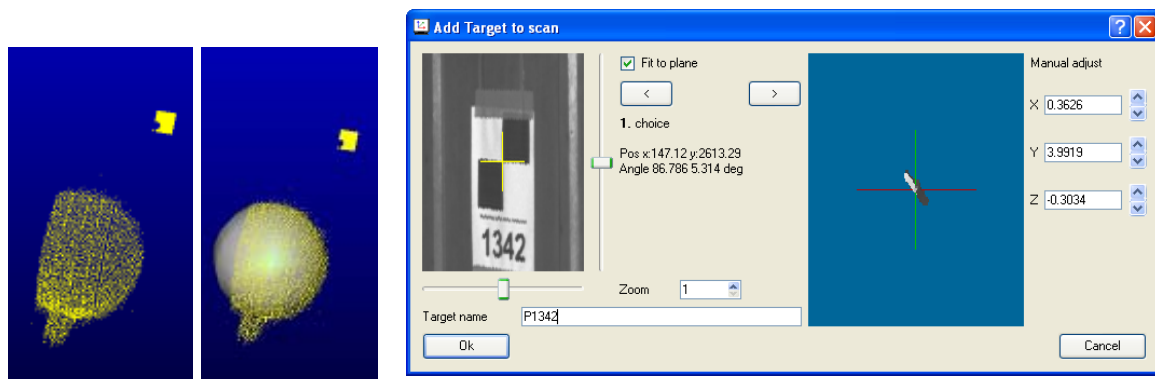 Add Target to scan
Fit to plane
<
>
1. choice
Pos x:147.12 y:2613.29
Angle 86.786 5.314 deg
1342
Zoom 1
Manual adjust
X 0.3626
Y 3.9919
Z -0.3034
Target name P1342
Ok
Cancel